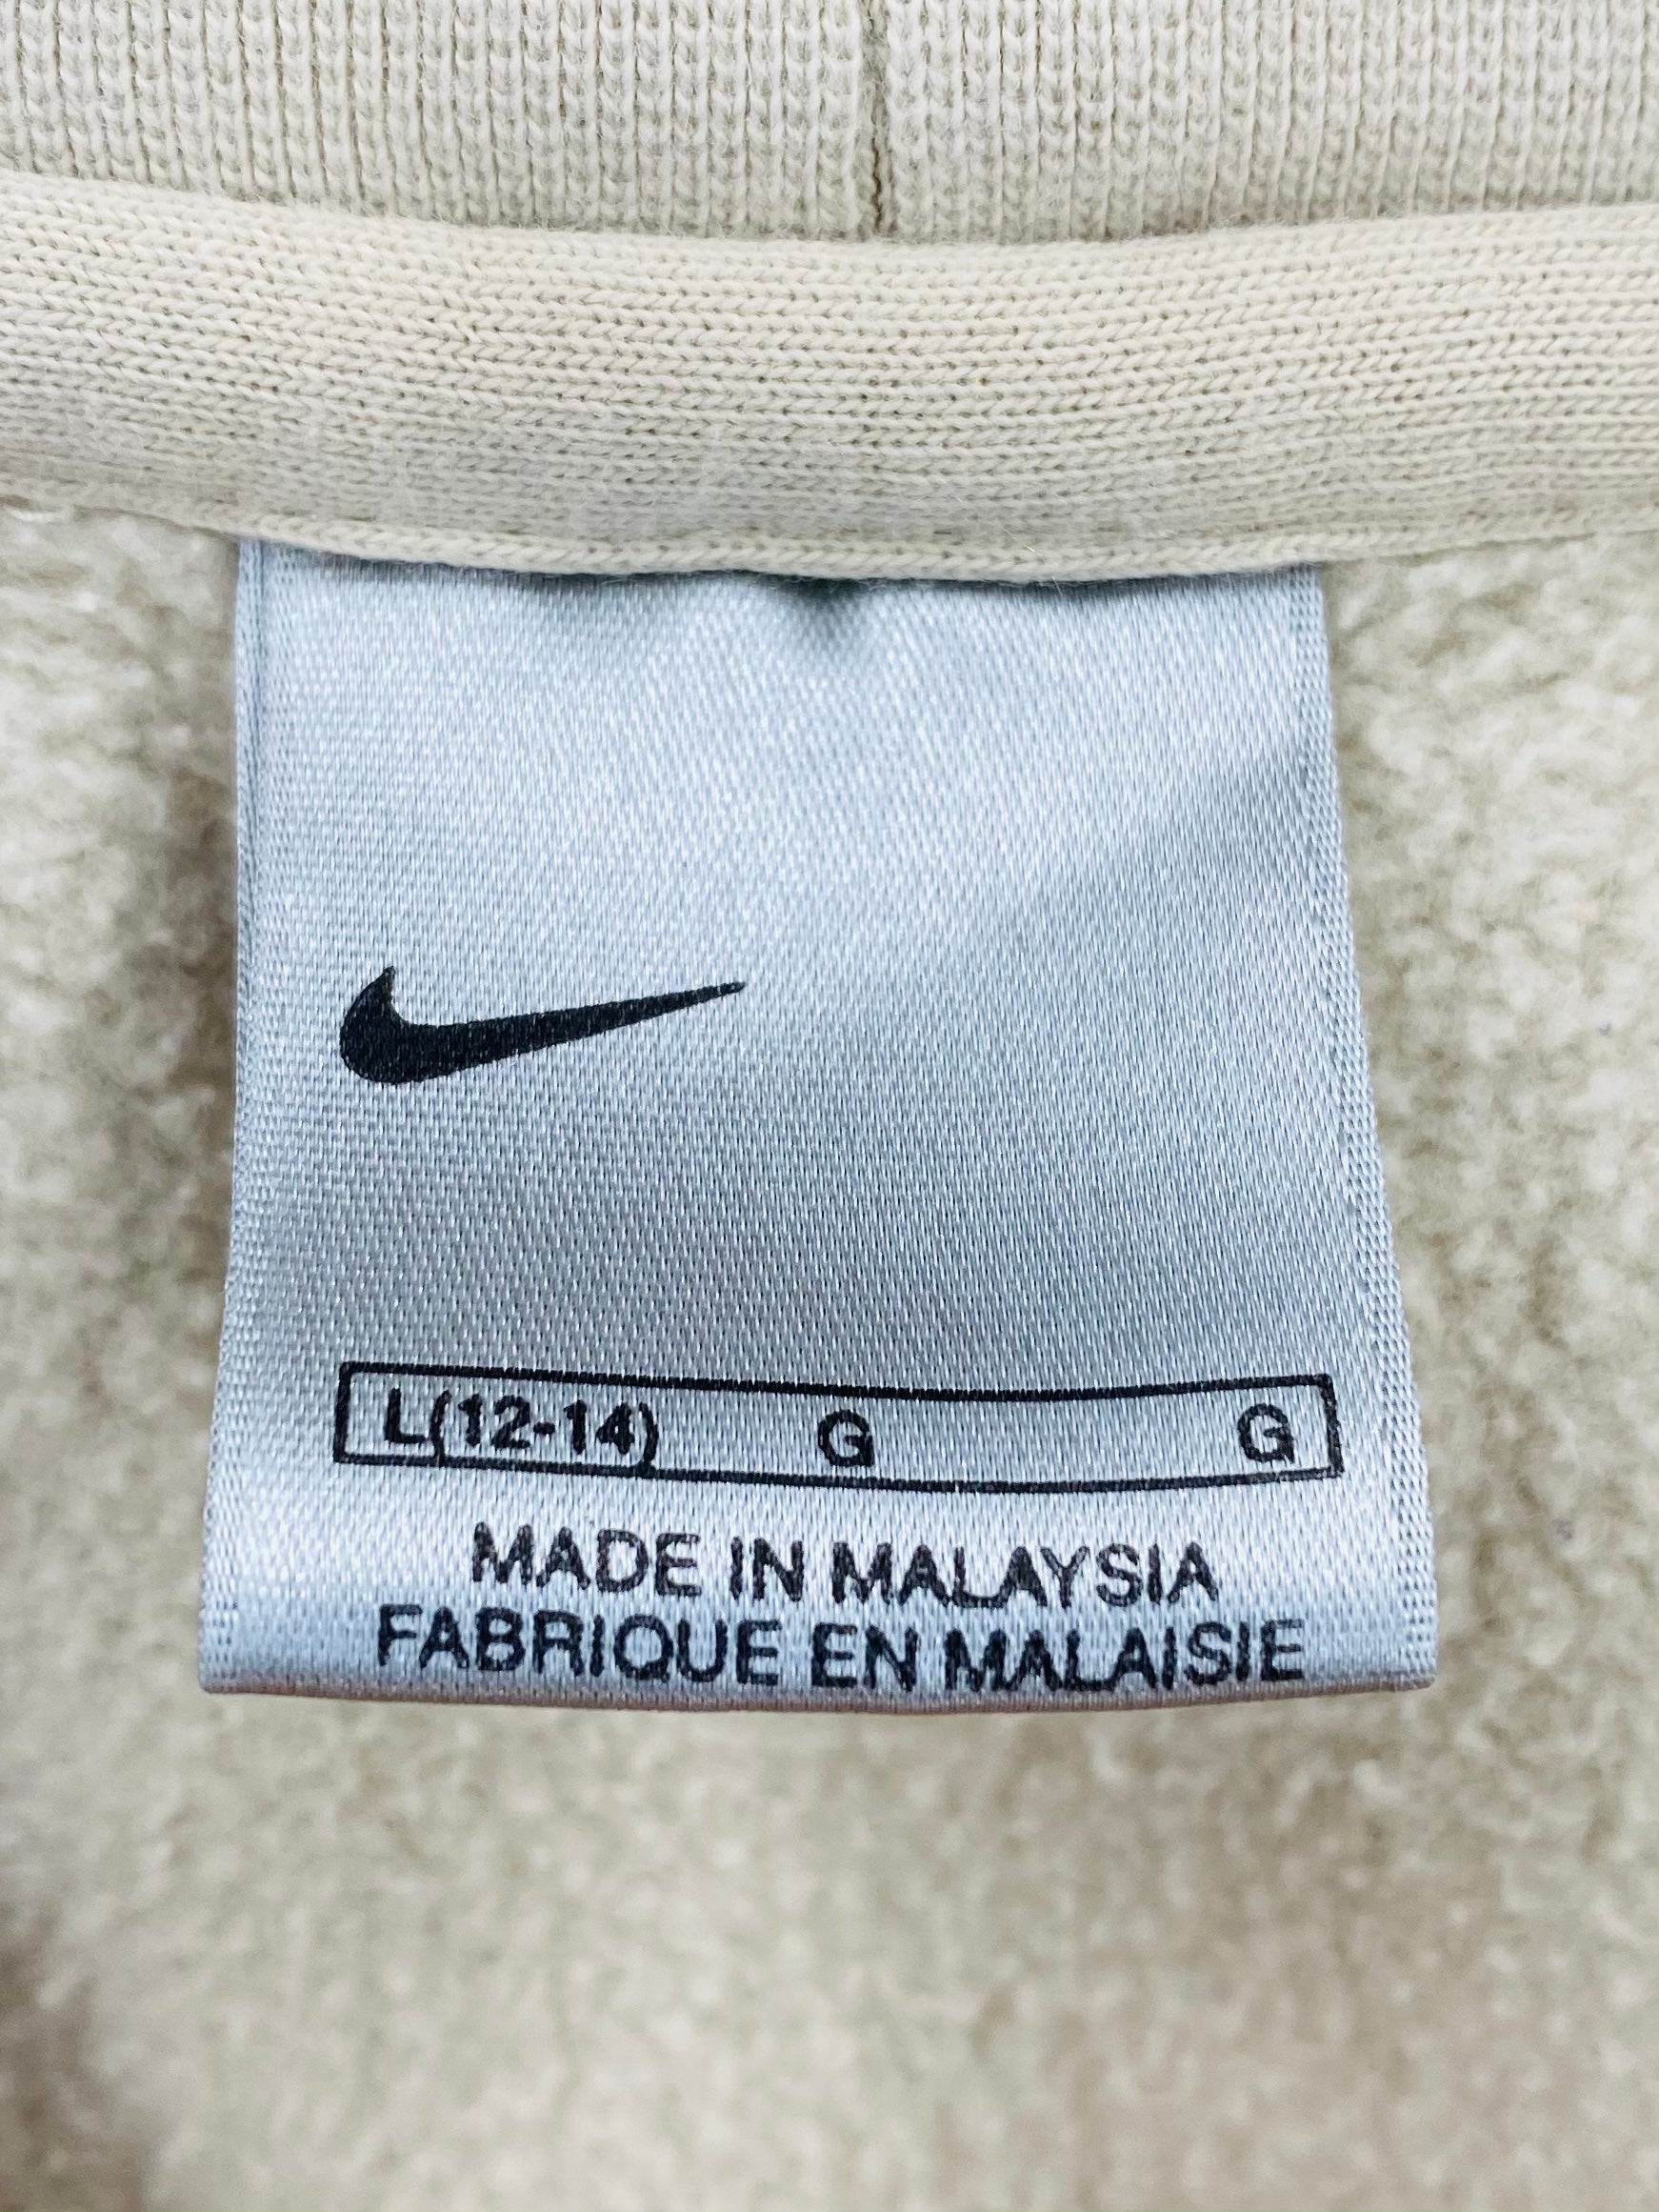 L(12-14) G G
MADE IN MALAYSIA
FABRIQUE EN MALAISIE